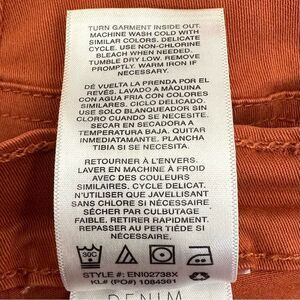 TURN GARMENT INSIDE OUT.
MACHINE WASH COLD WITH
SIMILAR COLORS. DELICATE
CYCLE. USE NON-CHLORINE
BLEACH WHEN NEEDED.
TUMBLE DRY LOW. REMOVE
PROMPTLY. WARM IRON IF
NECESSARY.
DÉ VUELTA LA PRENDA POR EL
REVÉS. LAVADO A MÁQUINA
CON AGUA FRIA CON COLORES
SIMILARES. CICLO DELICADO.
USE SOLO BLANQUEADOR SIN
CLORO CUANDO SE NECESITE.
SECAR EN SECADORA A
TEMPERATURA BAJA. QUITAR
INMEDIATAMENTE. PLANCHA
TIBIA SI SE NECESITA.
RETOURNER À L'ENVERS.
LAVER EN MACHINE À FROID
AVEC DES COULEURS
SIMILAIRES. CYCLE DELICAT.
N'UTILISER QUE JAVELLISANT
SANS CHLORE SI NÉCESSAIRE.
SÉCHER PAR CULBUTAGE
FAIBLE. RETIRER RAPIDEMENT.
REPASSER AU FER TIÈDE SI
NÉCESSAIRE.
30C
STYLE #: ENI02738X
KL# (PO#) 1084361
DENIM